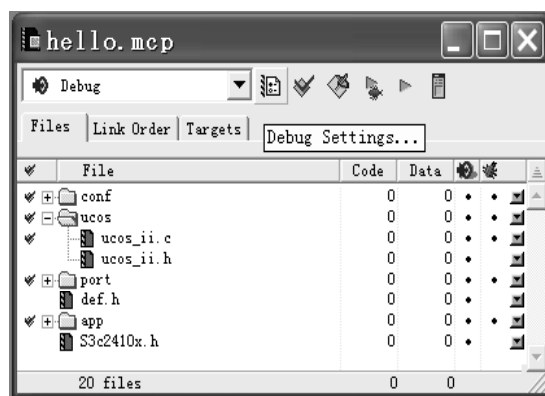 hello.mcp
Debug
Files Link Order Targets
Debug Settings...
File Code Data
conf 0 0
ucos 0 0
ucos_ii.c 0 0
ucos_ii.h 0 0
port 0 0
def.h 0 0
app 0 0
S3c2410x.h 0 0
20 files 0 0